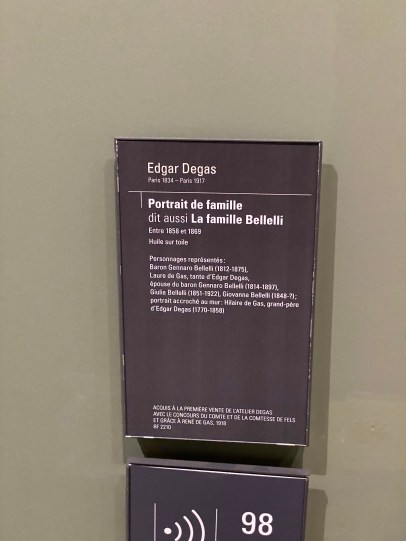 Edgar Degas
Paris 1834 – Paris 1917
Portrait de famille
dit aussi La famille Bellelli
Entre 1858 et 1869
Huile sur toile
Personnages représentés :
Baron Gennaro Bellelli (1812-1875),
Laure de Gas, tante d'Edgar Degas,
épouse du baron Gennaro Bellelli (1814-1897),
Giulia Bellelli (1851-1922), Giovanna Bellelli (1848-?) ;
portrait accroché au mur : Hilaire de Gas, grand-père
d'Edgar Degas (1770-1858)
ACQUIS À LA PREMIÈRE VENTE DE L'ATELIER DEGAS
AVEC LE CONCOURS DU COMTE ET DE LA COMTESSE DE FELS
ET GRÂCE À RENÉ DE GAS, 1918
RF 2210
98